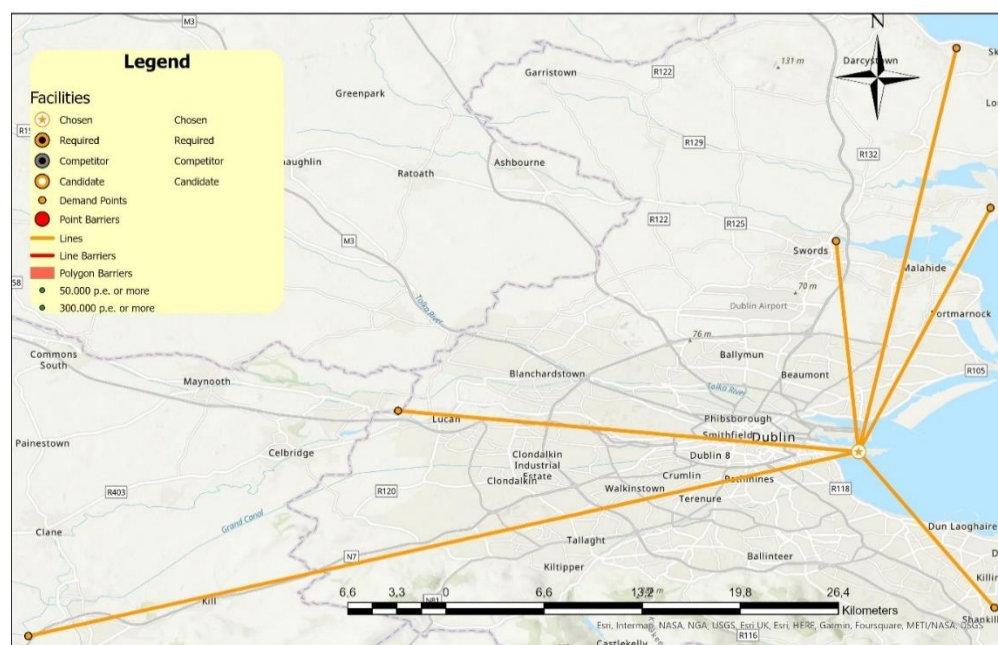 Legend
Facilities
Chosen Chosen
Required Required
Competitor Competitor
Candidate Candidate
Demand Points
Point Barriers
Lines
Line Barriers
Polygon Barriers
50.000 p.e. or more
300.000 p.e. or more
M3
N
Darcystown
131 m
R122
Garristown
Greenpark
R129
R132
Ashbourne
Ratoath
R122
R125
Swords
M3
Malahide
70 m
Dublin Airport
Tolka River
76 m
Portmarnock
Commons South
Ballymun
R105
Maynooth
Blanchardstown
Beaumont
Tolka River
Lucan
Phibsborough
Smithfield
Dublin
Painestown
Celbridge
Clondalkin Industrial Estate
Dublin 8
R403
R120
Clondalkin
Crumlin
Walkinstown
Terenure
R118
Grand Canal
Clane
Dun Laoghaire
Tallaght
N7
Ballinteer
Kiltipper
Kill
6,6 3,3 0 6,6 13,2 19,8 26,4
Kilometers
Esri, Intermap, NASA, NGA, USGS, Esri UK, Esri, HERE, Garmin, Foursquare, METI/NASA, USGS
R116
Castlekelly